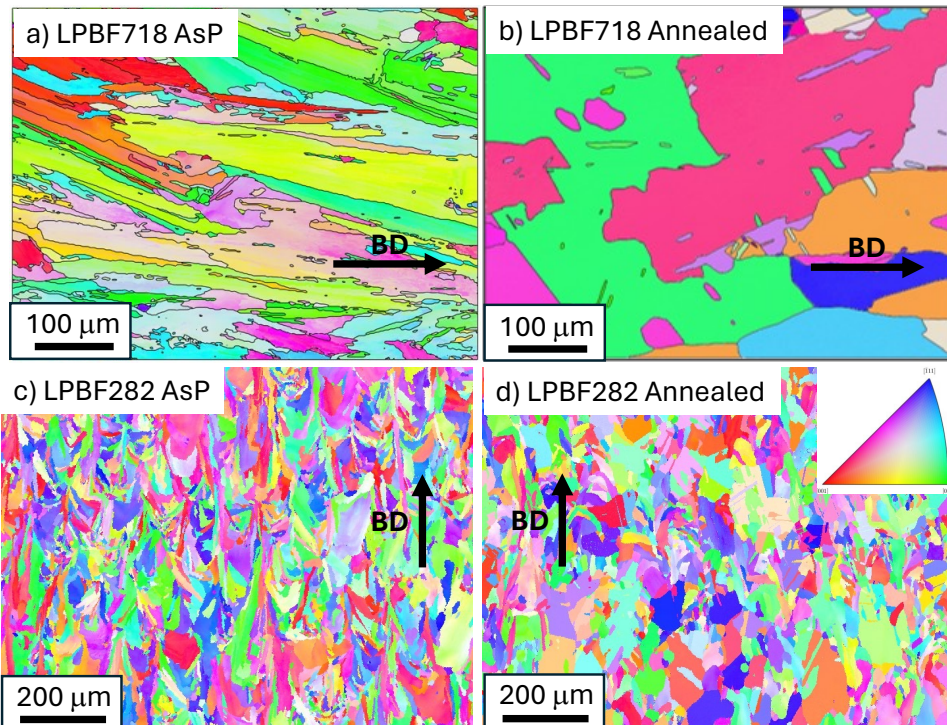 a) LPBF718 AsP
b) LPBF718 Annealed
BD
BD
100 μm
100 μm
c) LPBF282 AsP
d) LPBF282 Annealed
[111]
[001]
BD
BD
200 μm
200 μm